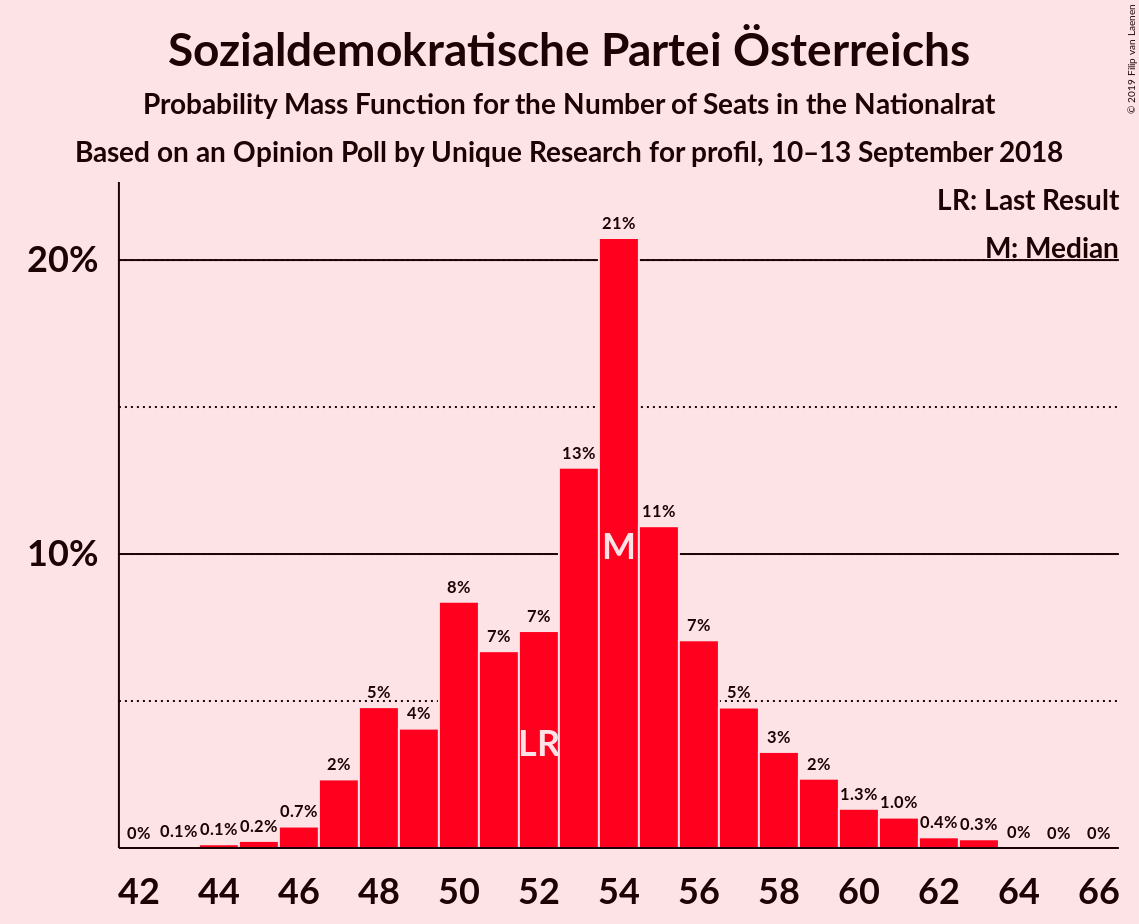 Sozialdemokratische Partei Österreichs
Probability Mass Function for the Number of Seats in the Nationalrat
Based on an Opinion Poll by Unique Research for profil, 10–13 September 2018
© 2019 Filip van Laenen
LR: Last Result
M: Median
20%
10%
0% 0.1% 0.1% 0.2% 0.7% 2% 5% 4% 8% 7% 7% 13% 21% 11% 7% 5% 3% 2% 1.3% 1.0% 0.4% 0.3% 0% 0% 0%
M
LR
42 44 46 48 50 52 54 56 58 60 62 64 66